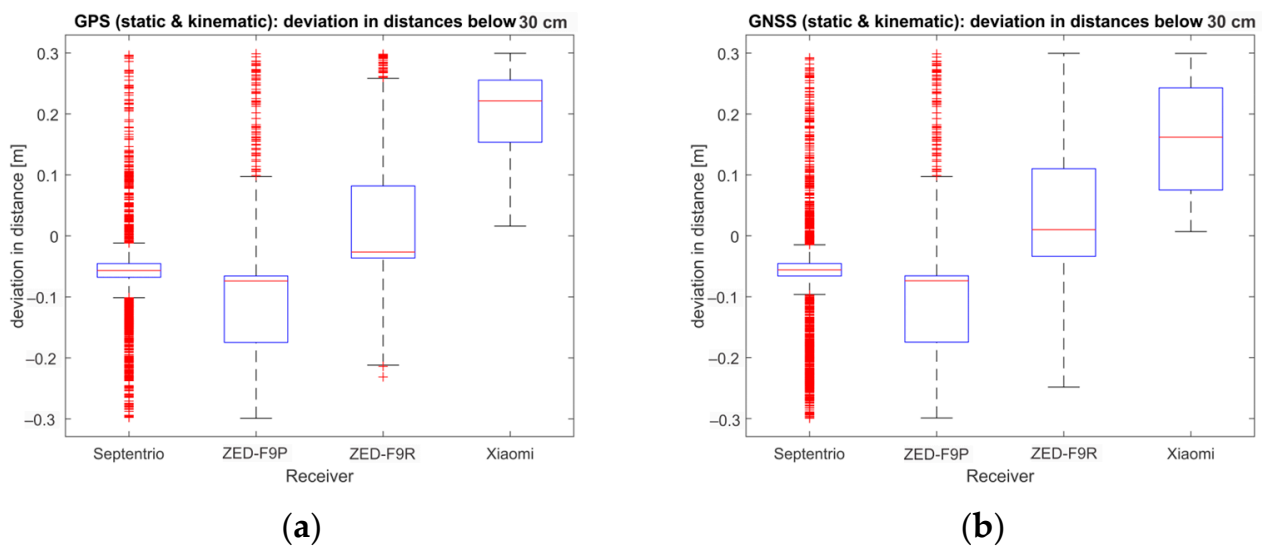 GPS (static & kinematic): deviation in distances below 30 cm
deviation in distance [m]
0.3
0.2
0.1
0
–0.1
–0.2
–0.3
Septentrio ZED-F9P ZED-F9R Xiaomi
Receiver
(a)
GNSS (static & kinematic): deviation in distances below 30 cm
deviation in distance [m]
0.3
0.2
0.1
0
–0.1
–0.2
–0.3
Septentrio ZED-F9P ZED-F9R Xiaomi
Receiver
(b)